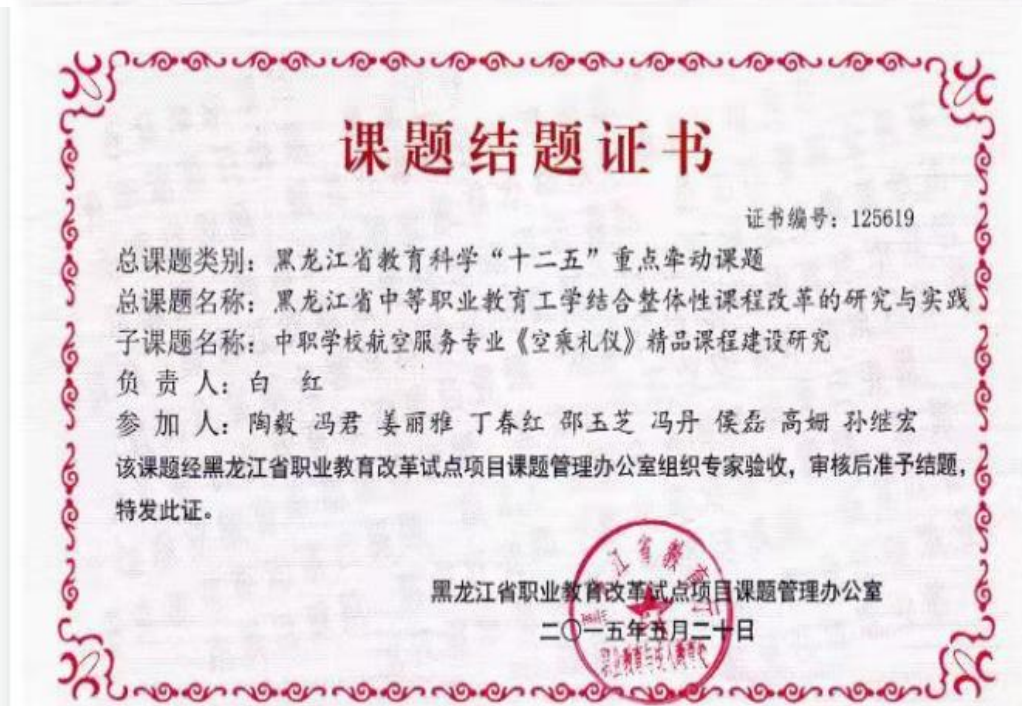 课题结题证书
证书编号：125619
总课题类别：黑龙江省教育科学“十二五”重点牵动课题
总课题名称：黑龙江省中等职业教育工学结合整体性课程改革的研究与实践
子课题名称：中职学校航空服务专业《空乘礼仪》精品课程建设研究
负 责 人：白 红
参 加 人：陶毅 冯君 姜丽雅 丁春红 邵玉芝 冯丹 侯磊 高姗 孙继宏
该课题经黑龙江省职业教育改革试点项目课题管理办公室组织专家验收，审核后准予结题，
特发此证。
黑龙江省职业教育改革试点项目课题管理办公室
二〇一五年五月二十日
江省教育厅